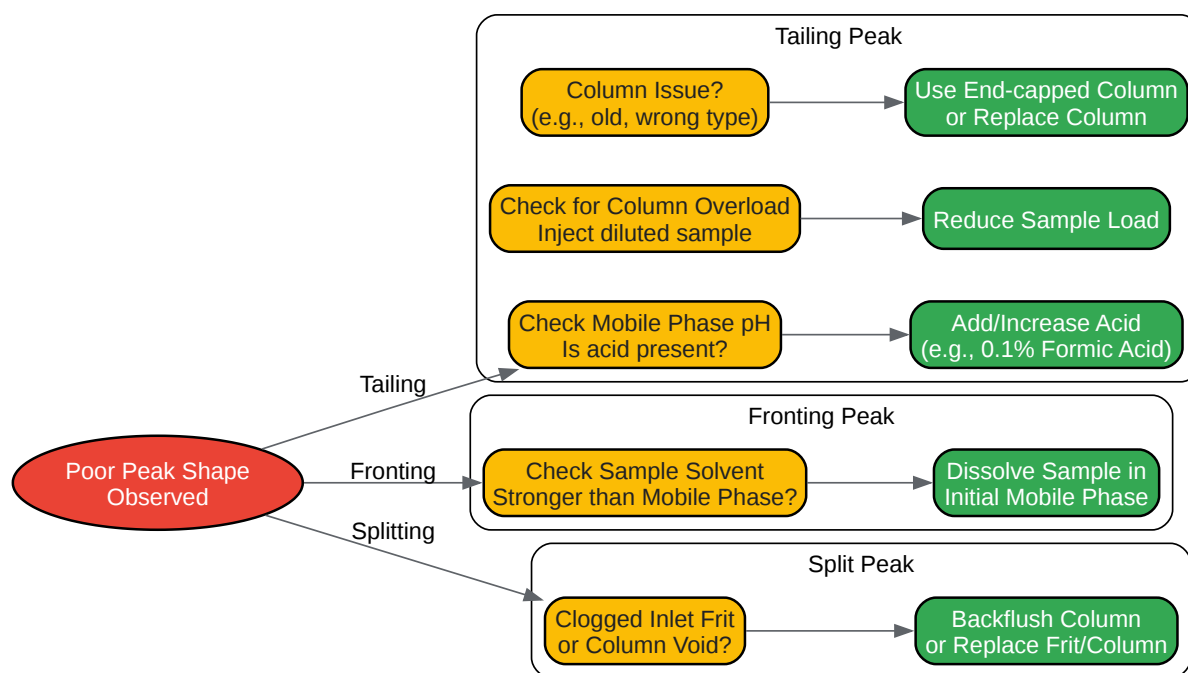 Tailing Peak
Column Issue?
(e.g., old, wrong type)
Use End-capped Column
or Replace Column
Check for Column Overload
Inject diluted sample
Reduce Sample Load
Check Mobile Phase pH
Is acid present?
Add/Increase Acid
(e.g., 0.1% Formic Acid)
Tailing
Poor Peak Shape
Observed
Fronting
Fronting Peak
Check Sample Solvent
Stronger than Mobile Phase?
Dissolve Sample in
Initial Mobile Phase
Splitting
Split Peak
Clogged Inlet Frit
or Column Void?
Backflush Column
or Replace Frit/Column